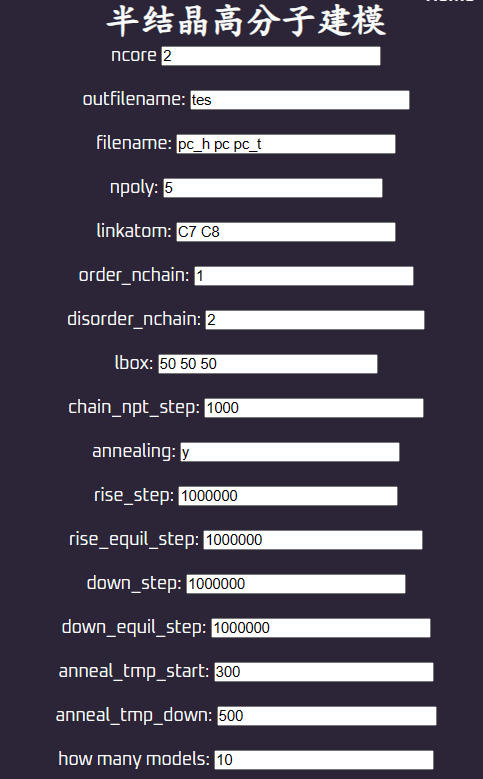 半结晶高分子建模
ncore 2
outfilename: tes
filename: pc_h pc pc_t
npoly: 5
linkatom: C7 C8
order_nchain: 1
disorder_nchain: 2
lbox: 50 50 50
chain_npt_step: 1000
annealing: y
rise_step: 1000000
rise_equil_step: 1000000
down_step: 1000000
down_equil_step: 1000000
anneal_tmp_start: 300
anneal_tmp_down: 500
how many models: 10